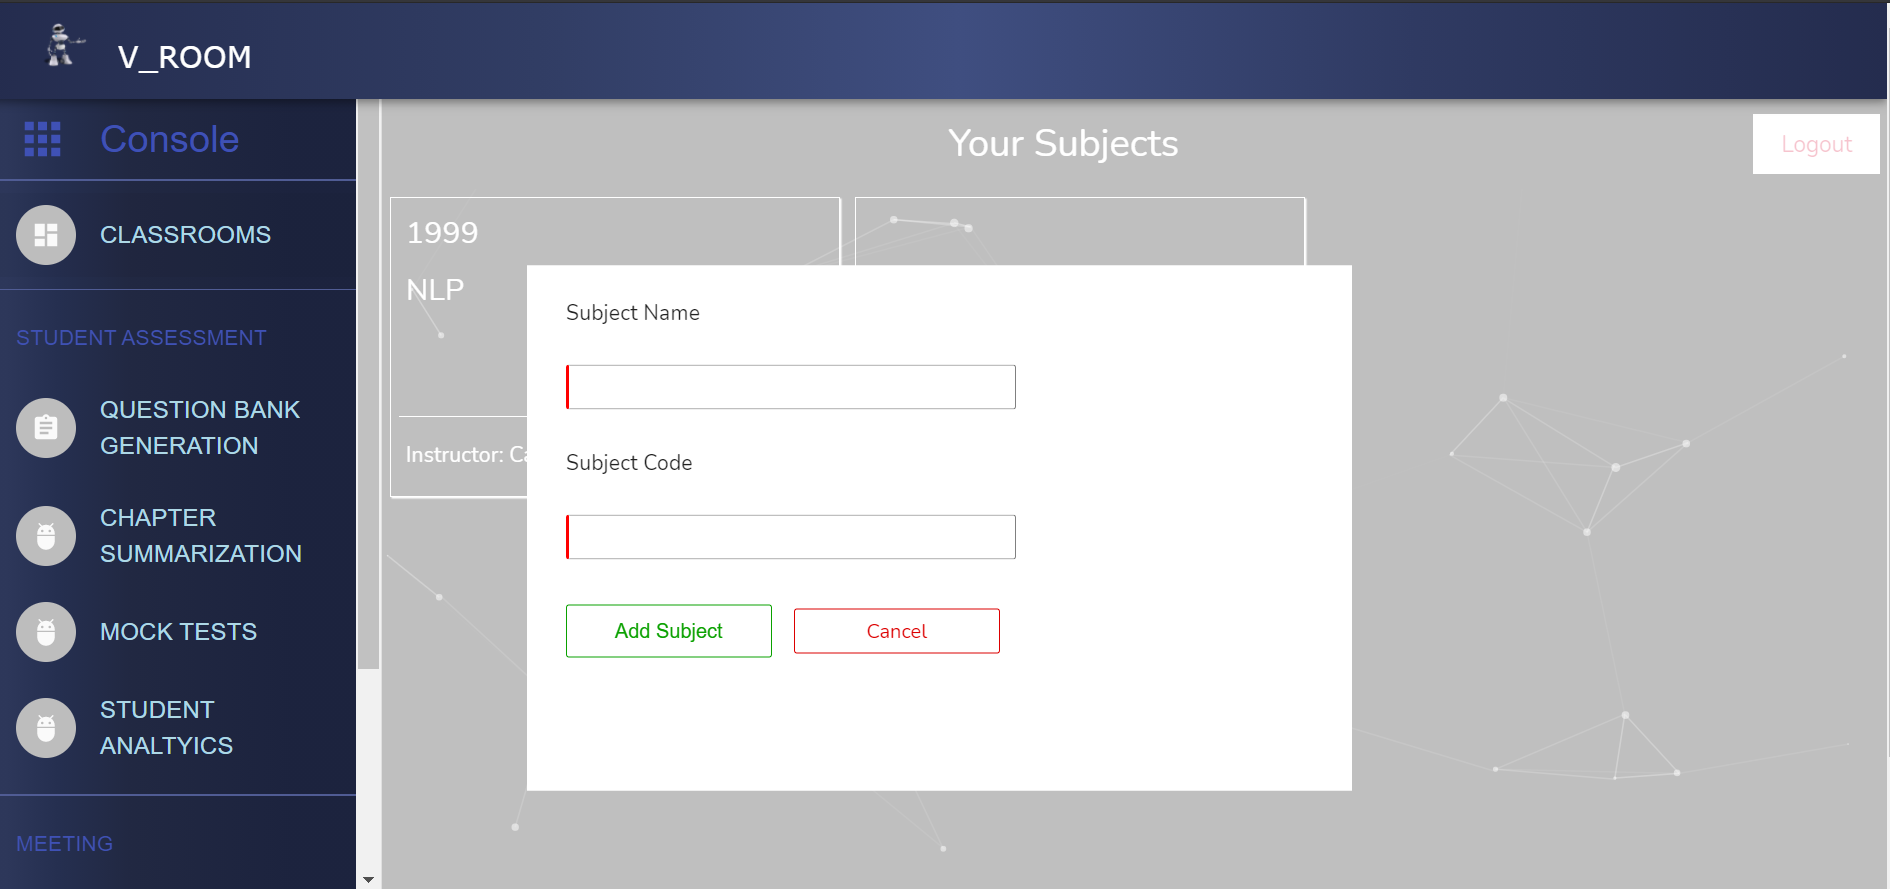 V_ROOM
Console
CLASSROOMS
STUDENT ASSESSMENT
QUESTION BANK
GENERATION
CHAPTER
SUMMARIZATION
MOCK TESTS
STUDENT
ANALTYICS
MEETING
Your Subjects
Logout
1999
NLP
Instructor:
Subject Name
Subject Code
Add Subject
Cancel